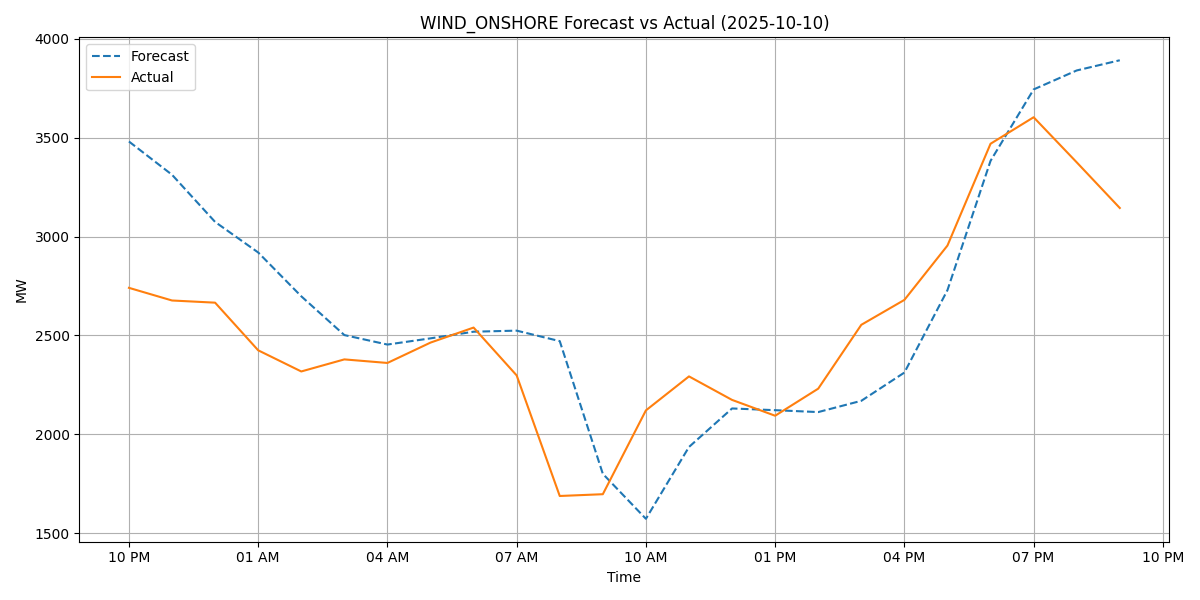 WIND_ONSHORE Forecast vs Actual (2025-10-10)
Forecast
Actual
4000
3500
3000
2500
2000
1500
MW
10 PM 01 AM 04 AM 07 AM 10 AM 01 PM 04 PM 07 PM 10 PM
Time